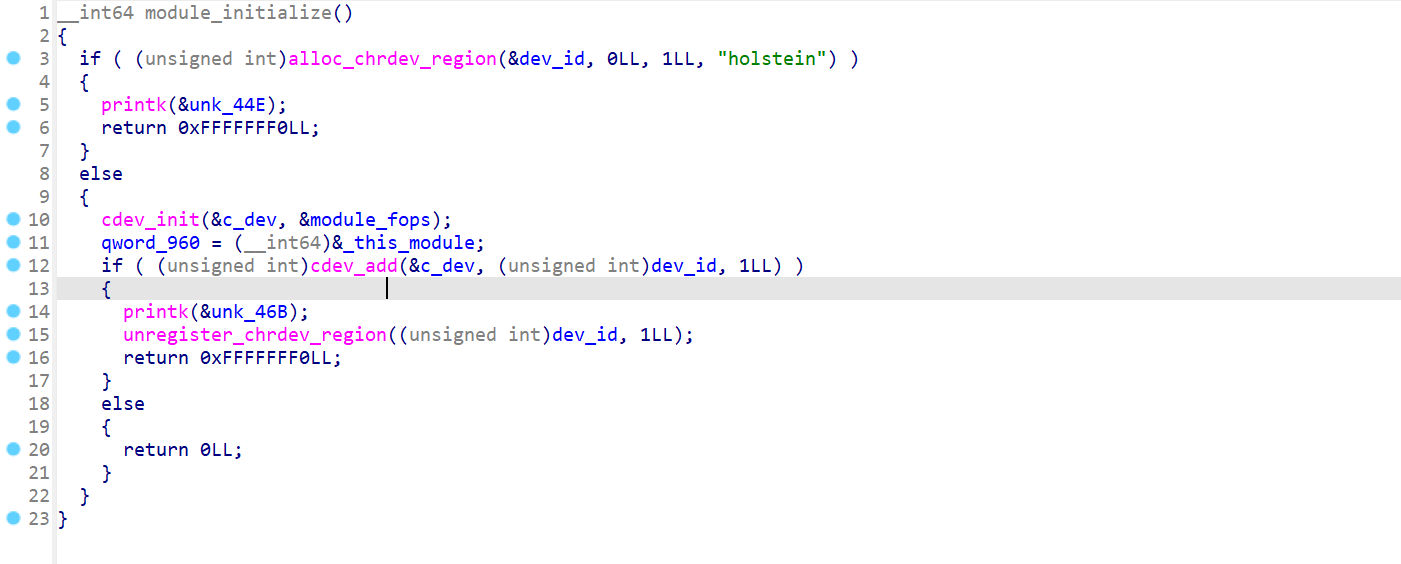 1 __int64 module_initialize()
2 {
3 if ( (unsigned int)alloc_chrdev_region(&dev_id, 0LL, 1LL, "holstein") )
4 {
5 printk(&unk_44E);
6 return 0xFFFFFFF0LL;
7 }
8 else
9 {
10 cdev_init(&c_dev, &module_fops);
11 qword_960 = (__int64)&_this_module;
12 if ( (unsigned int)cdev_add(&c_dev, (unsigned int)dev_id, 1LL) )
13 {
14 printk(&unk_46B);
15 unregister_chrdev_region((unsigned int)dev_id, 1LL);
16 return 0xFFFFFFF0LL;
17 }
18 else
19 {
20 return 0LL;
21 }
22 }
23 }